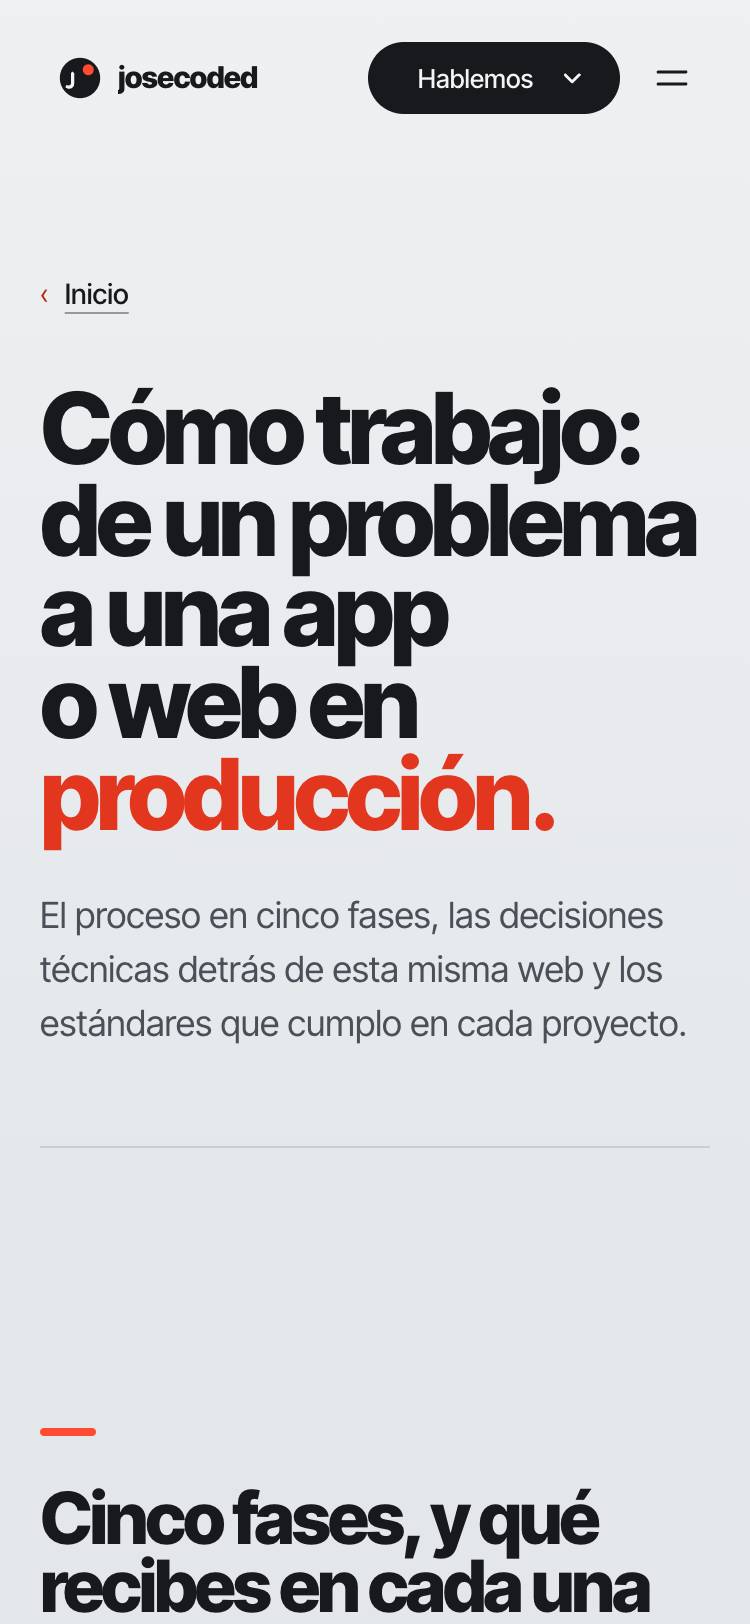 josecoded
Hablemos
‹ Inicio
Cómo trabajo:
de un problema
a una app
o web en
producción.
El proceso en cinco fases, las decisiones
técnicas detrás de esta misma web y los
estándares que cumplo en cada proyecto.
Cinco fases, y qué
recibes en cada una